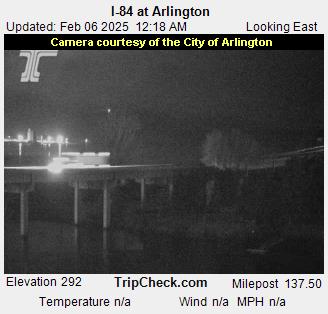 I-84 at Arlington
Updated: Feb 06 2025 12:18 AM Looking East
Camera courtesy of the City of Arlington
Elevation 292 TripCheck.com Milepost 137.50
Temperature n/a Wind n/a MPH n/a